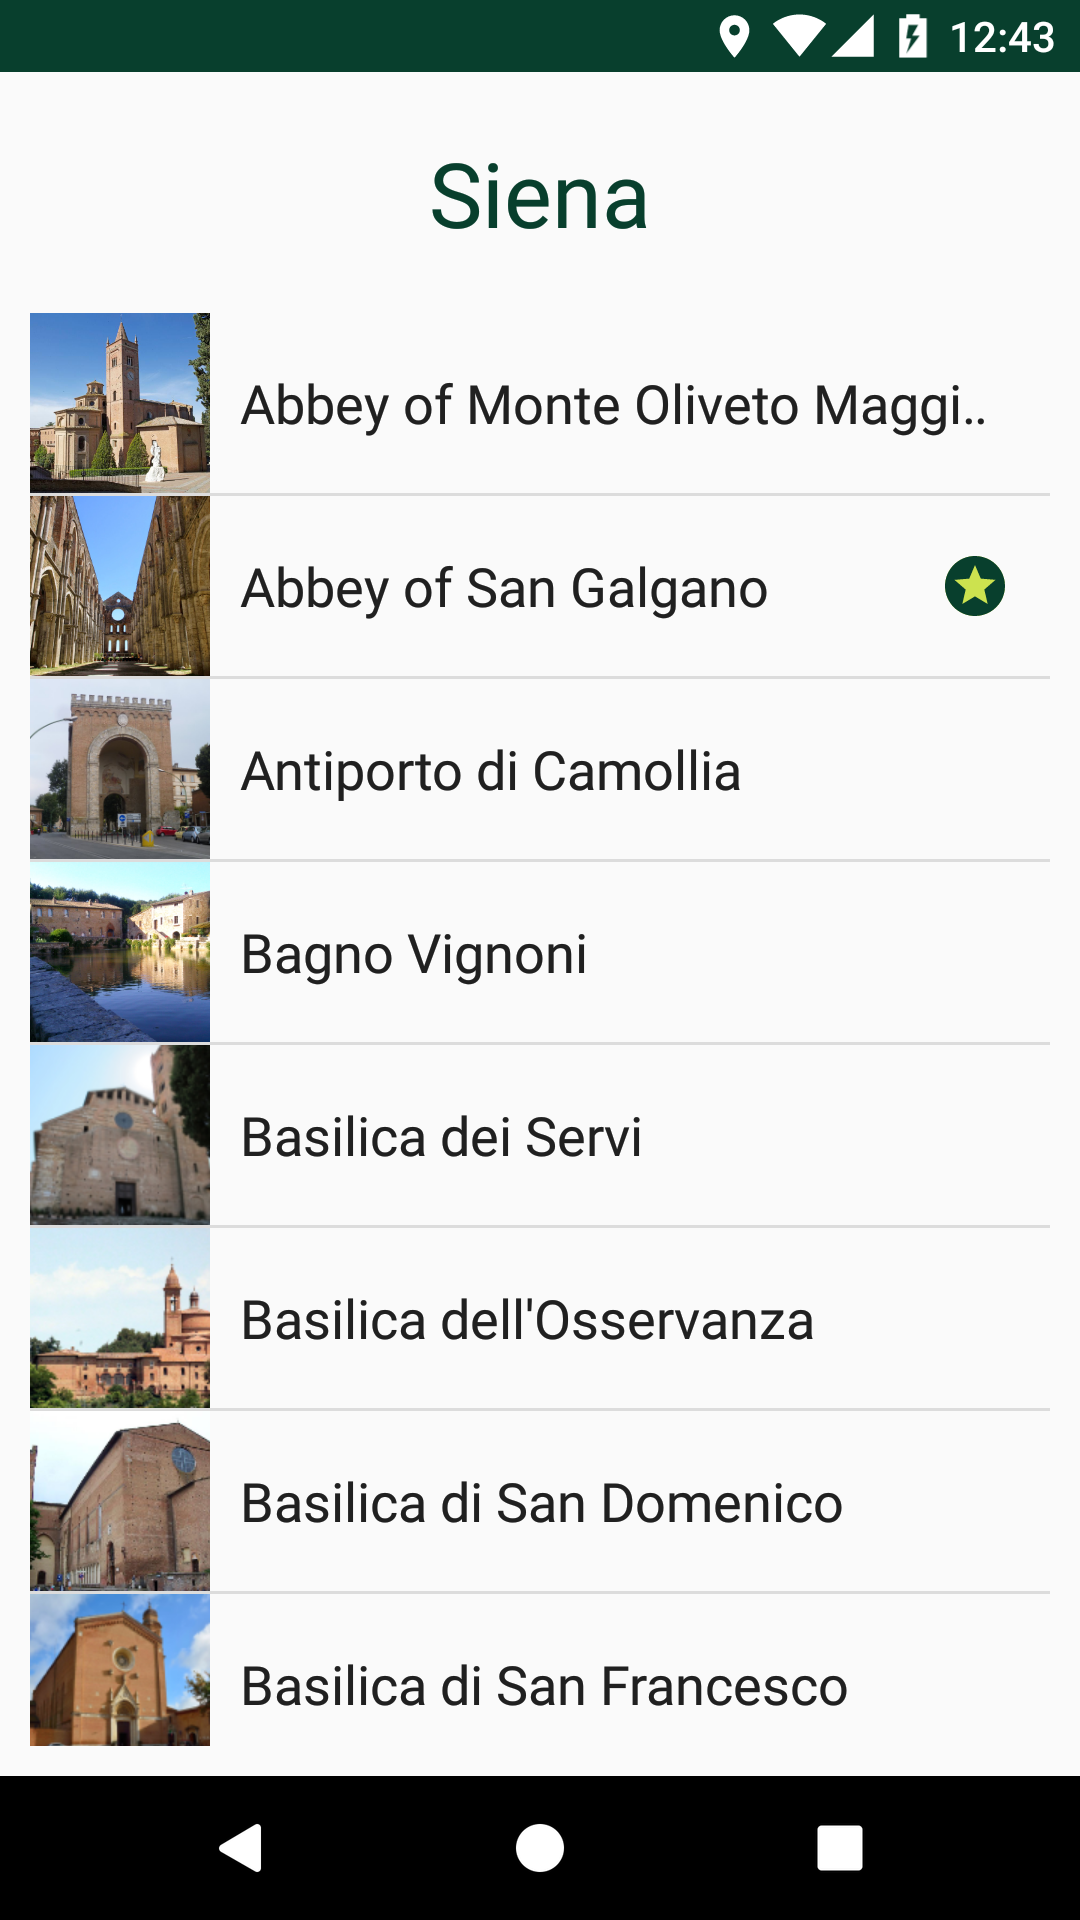 12:43
Siena
Abbey of Monte Oliveto Maggi..
Abbey of San Galgano
Antiporto di Camollia
Bagno Vignoni
Basilica dei Servi
Basilica dell'Osservanza
Basilica di San Domenico
Basilica di San Francesco